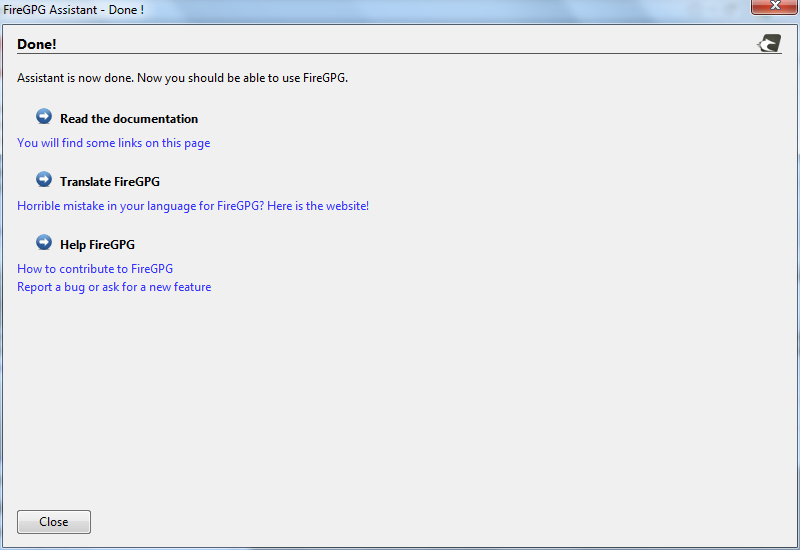 FireGPG Assistant - Done !
Done!
Assistant is now done. Now you should be able to use FireGPG.
Read the documentation
You will find some links on this page
Translate FireGPG
Horrible mistake in your language for FireGPG? Here is the website!
Help FireGPG
How to contribute to FireGPG
Report a bug or ask for a new feature
Close